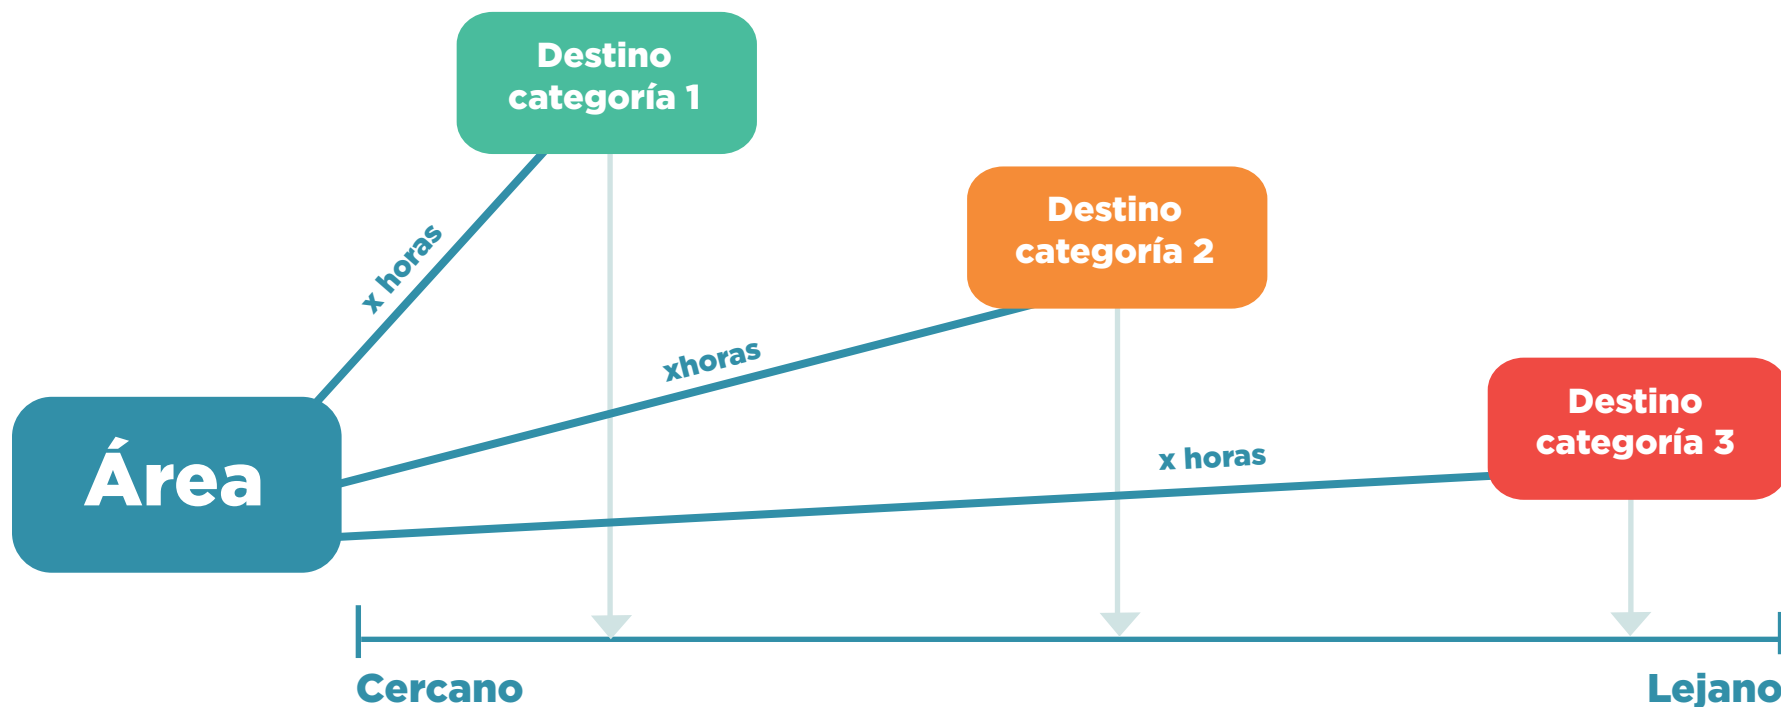 Destino
categoría 1
Destino
categoría 2
x horas
xhoras
Destino
categoría 3
x horas
Área
Cercano
Lejano